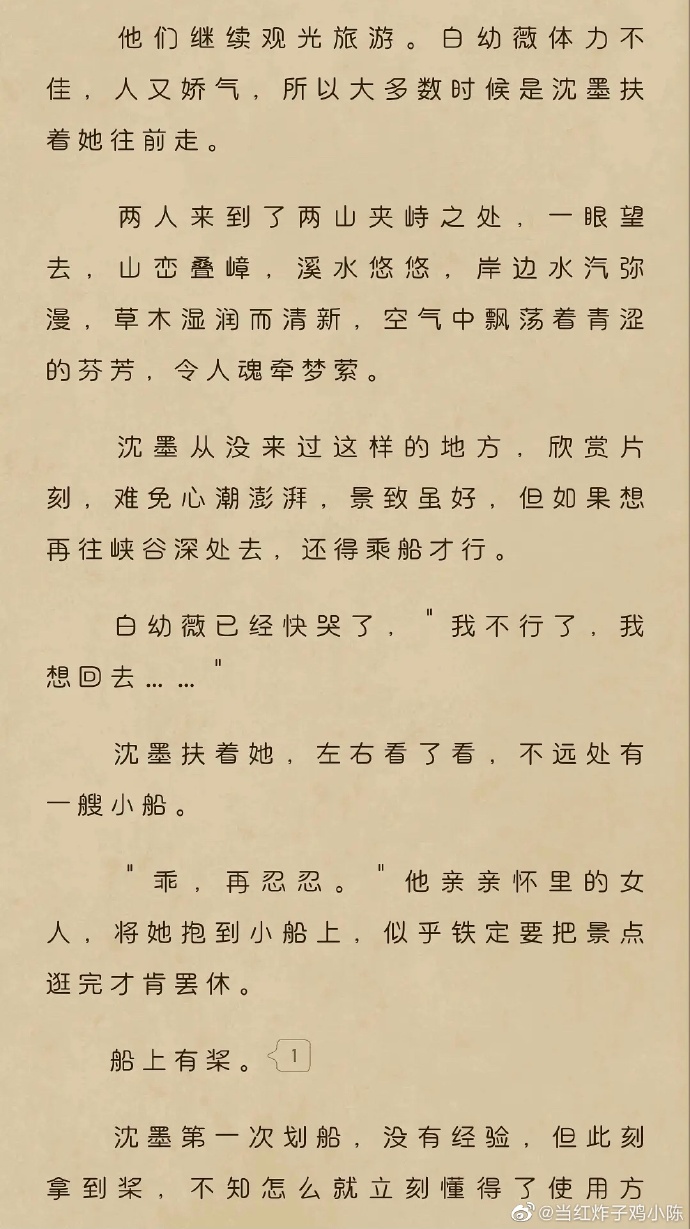 他们继续观光旅游。白幼薇体力不
佳，人又娇气，所以大多数时候是沈墨扶
着她往前走。
两人来到了两山夹峙之处，一眼望
去，山峦叠嶂，溪水悠悠，岸边水汽弥
漫，草木湿润而清新，空气中飘荡着青涩
的芬芳，令人魂牵梦萦。
沈墨从没来过这样的地方，欣赏片
刻，难免心潮澎湃，景致虽好，但如果想
再往峡谷深处去，还得乘船才行。
白幼薇已经快哭了，"我不行了，我
想回去……"
沈墨扶着她，左右看了看，不远处有
一艘小船。
"乖，再忍忍。"他亲亲怀里的女
人，将她抱到小船上，似乎铁定要把景点
逛完才肯罢休。
船上有桨。 1
沈墨第一次划船，没有经验，但此刻
拿到桨，不知怎么就立刻懂得了使用方
@当红炸子鸡小陈